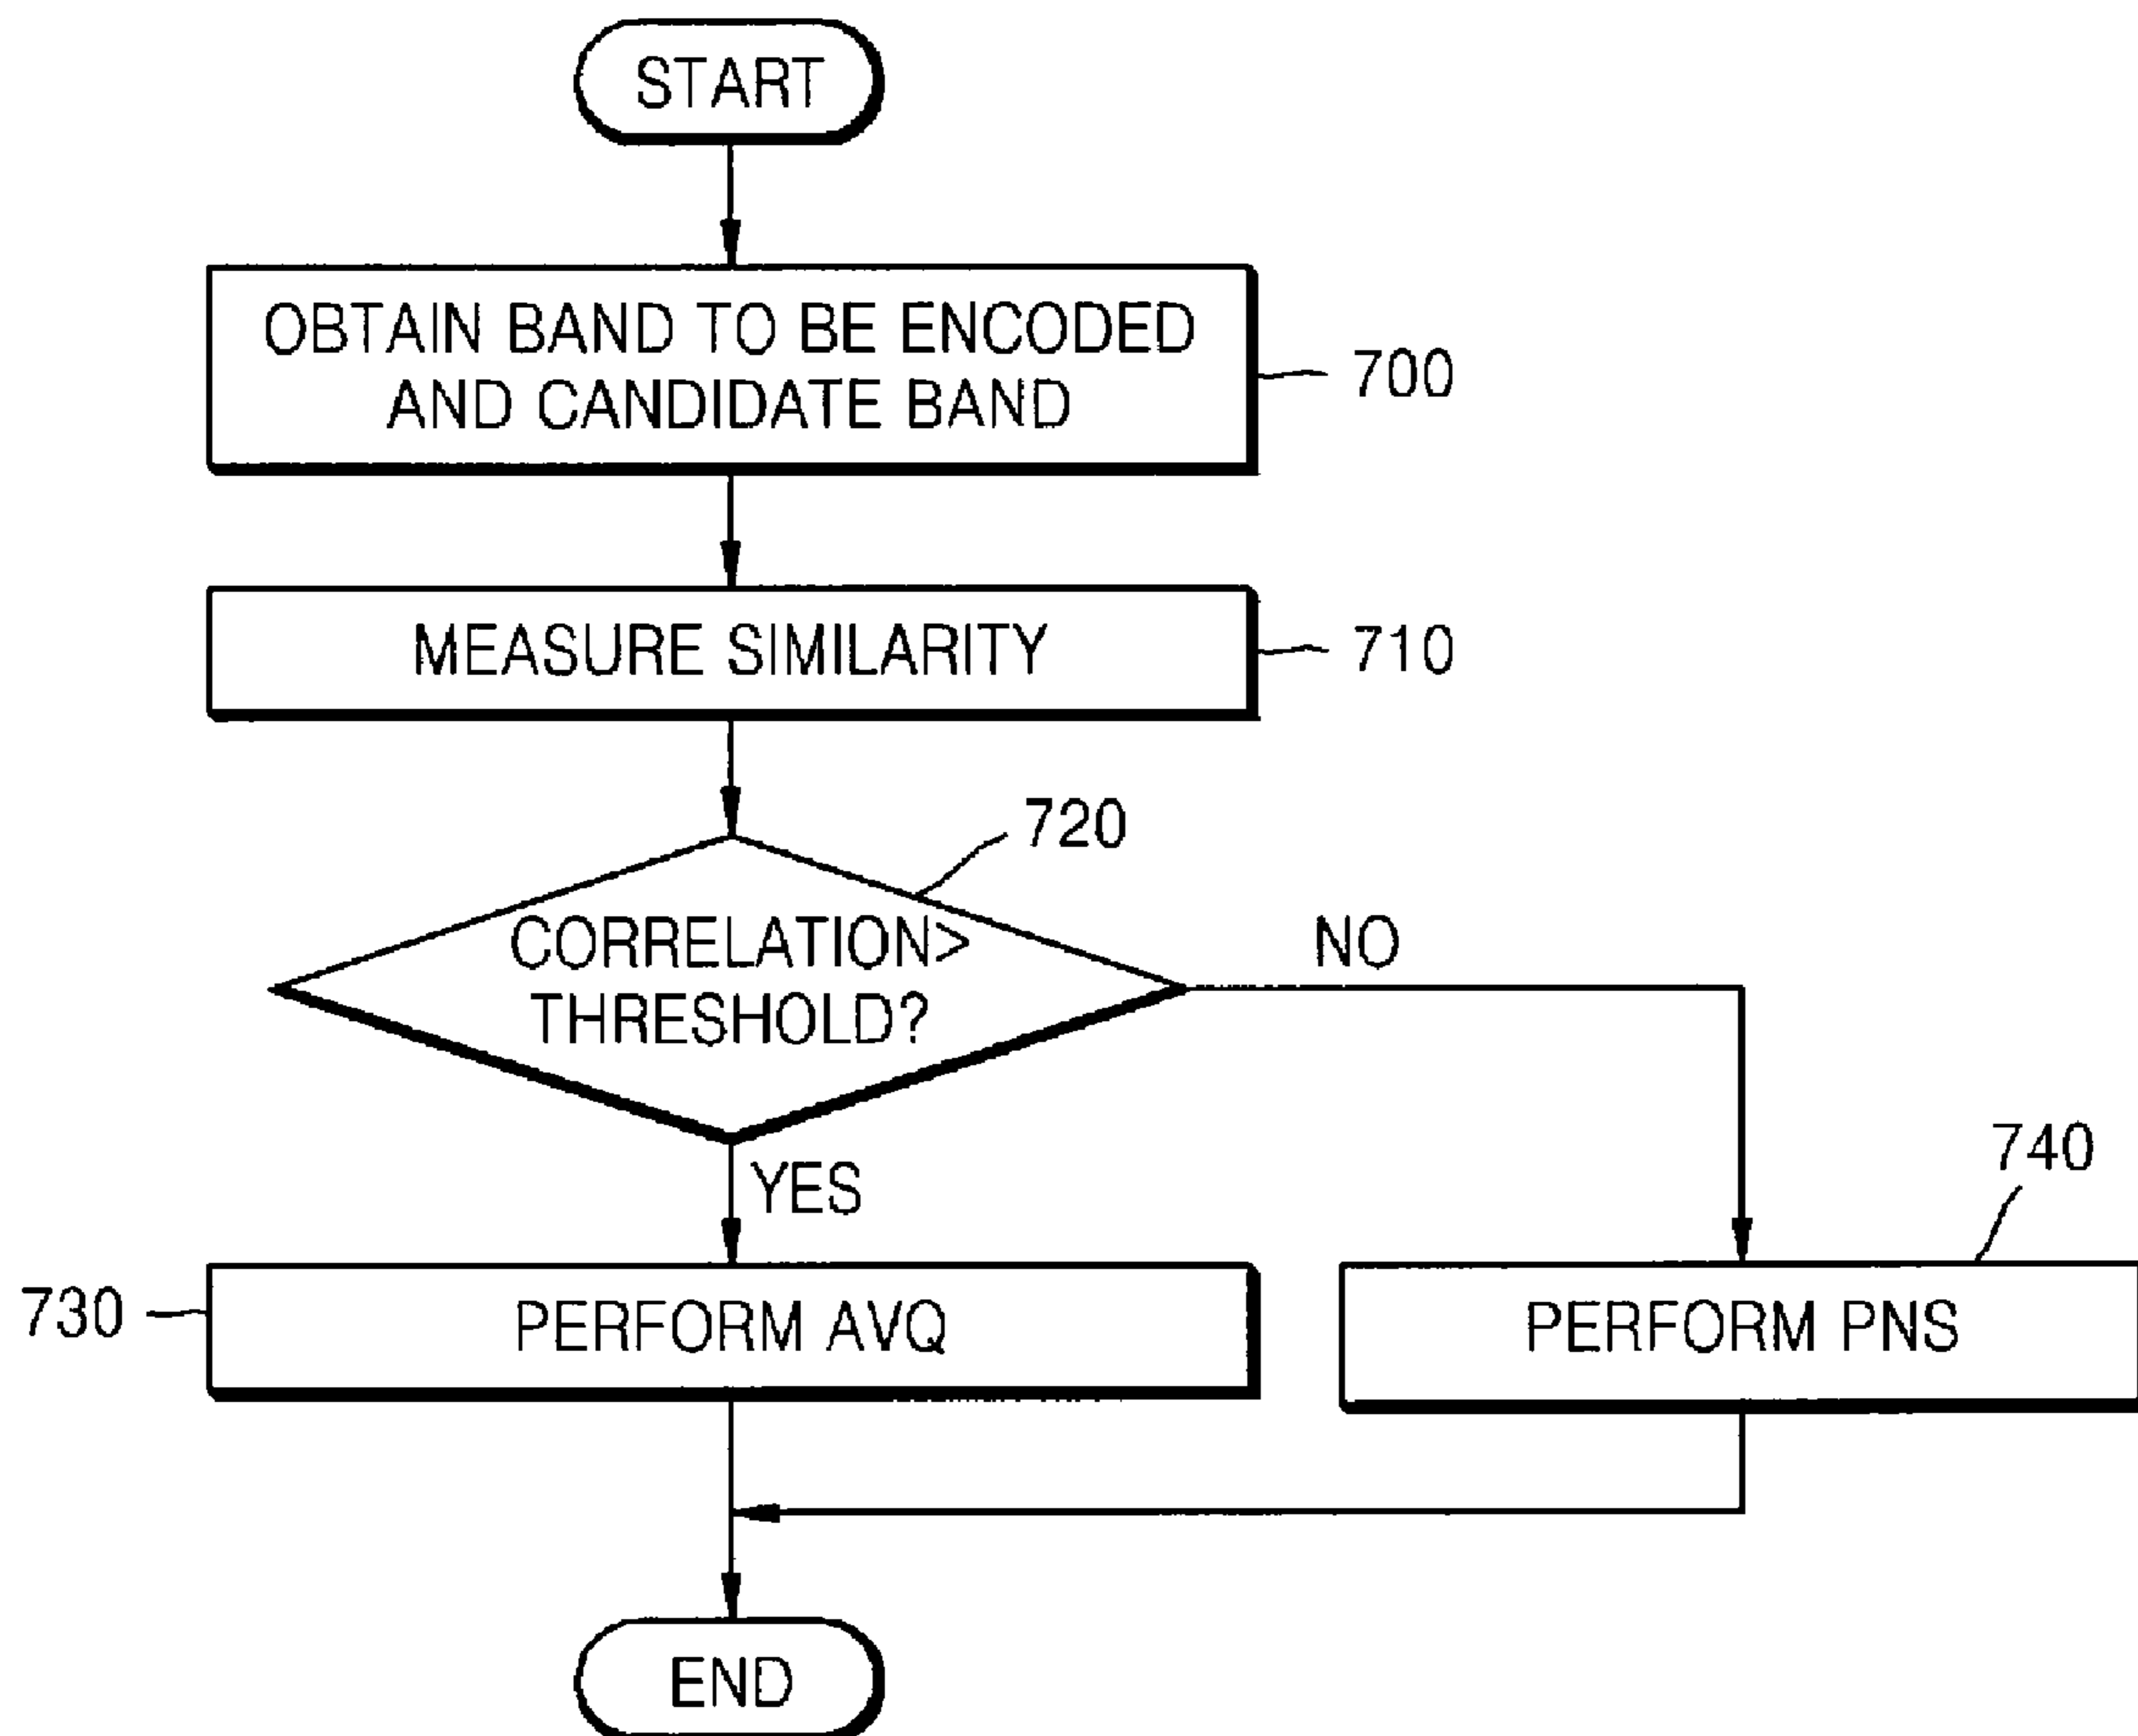 START
OBTAIN BAND TO BE ENCODED
AND CANDIDATE BAND
700
MEASURE SIMILARITY
710
720
CORRELATION>
THRESHOLD?
NO
YES
740
730
PERFORM AVQ
PERFORM PNS
END